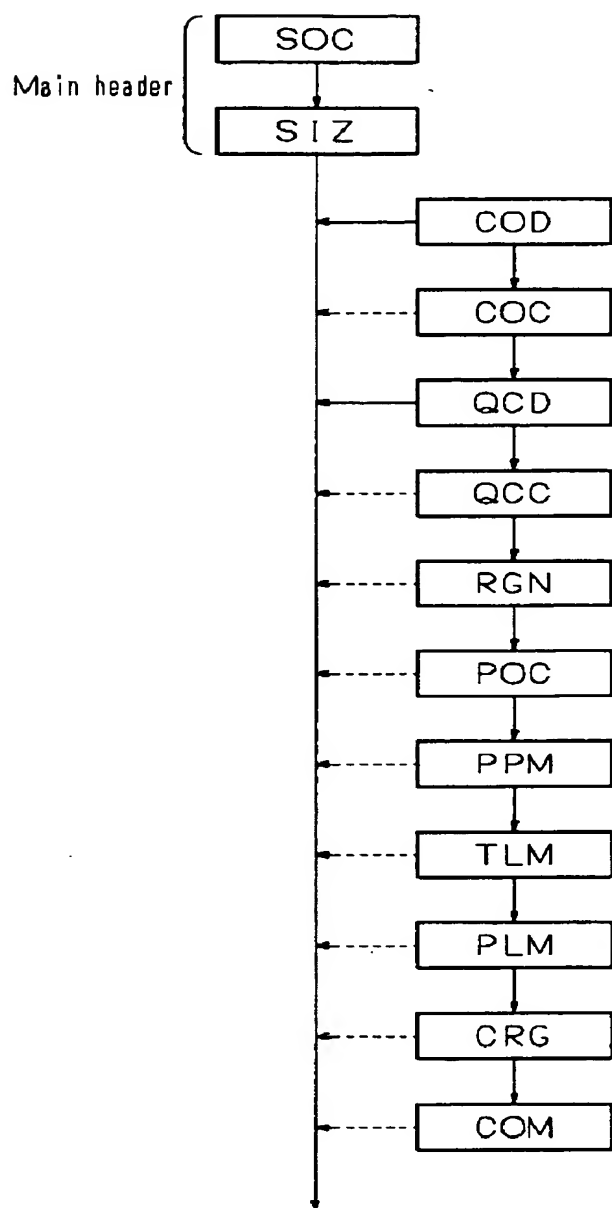 SOC
Main header
SIZ
COD
COC
QCD
QCC
RGN
POC
PPM
TLM
PLM
CRG
COM